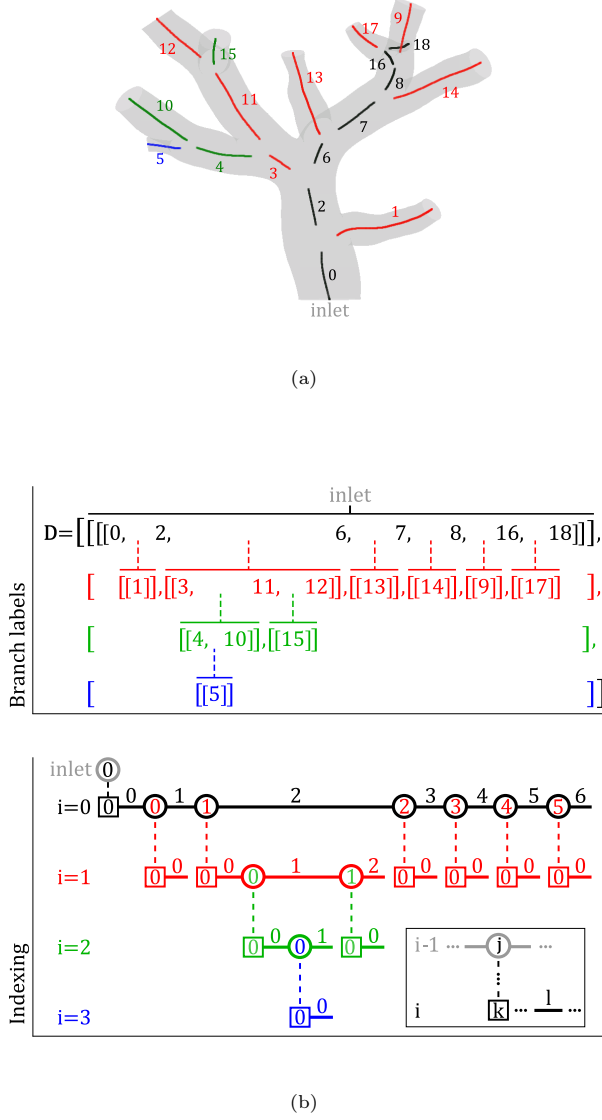 9
17
18
12
15
16
13
8
11
14
10
7
6
5
4
3
1
2
0
inlet
(a)
inlet
D=[[[[0, 2, 6, 7, 8, 16, 18]]],
[ [[1]],[[3, 11, 12]],[[13]],[[14]],[[9]],[[17]] ],
[ [[4, 10]],[[15]] ],
[ [[5]] ]]
Branch labels
inlet 0
i=0 0 0 0 1 1 2 2 3 3 4 4 5 5 6
i=1 0 0 0 0 0 1 1 2 0 0 0 0 0 0 0 0
i=2 0 0 0 1 0 0
i=3 0 0
i-1 ... j ...
i k ... l ...
Indexing
(b)